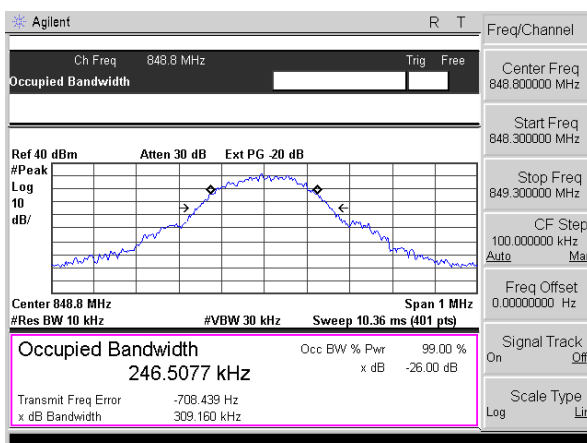 Agilent R T
Freq/Channel
Ch Freq 848.8 MHz Trig Free
Occupied Bandwidth
Center Freq
848.800000 MHz
Start Freq
848.300000 MHz
Stop Freq
849.300000 MHz
CF Step
100.000000 kHz
Auto Ma
Freq Offset
0.00000000 Hz
Signal Track
On Off
Scale Type
Log Lin
Ref 40 dBm Atten 30 dB Ext PG -20 dB
#Peak
Log
10
dB/
Center 848.8 MHz Span 1 MHz
#Res BW 10 kHz #VBW 30 kHz Sweep 10.36 ms (401 pts)
Occupied Bandwidth Occ BW % Pwr 99.00 %
246.5077 kHz x dB -26.00 dB
Transmit Freq Error -708.439 Hz
x dB Bandwidth 309.160 kHz